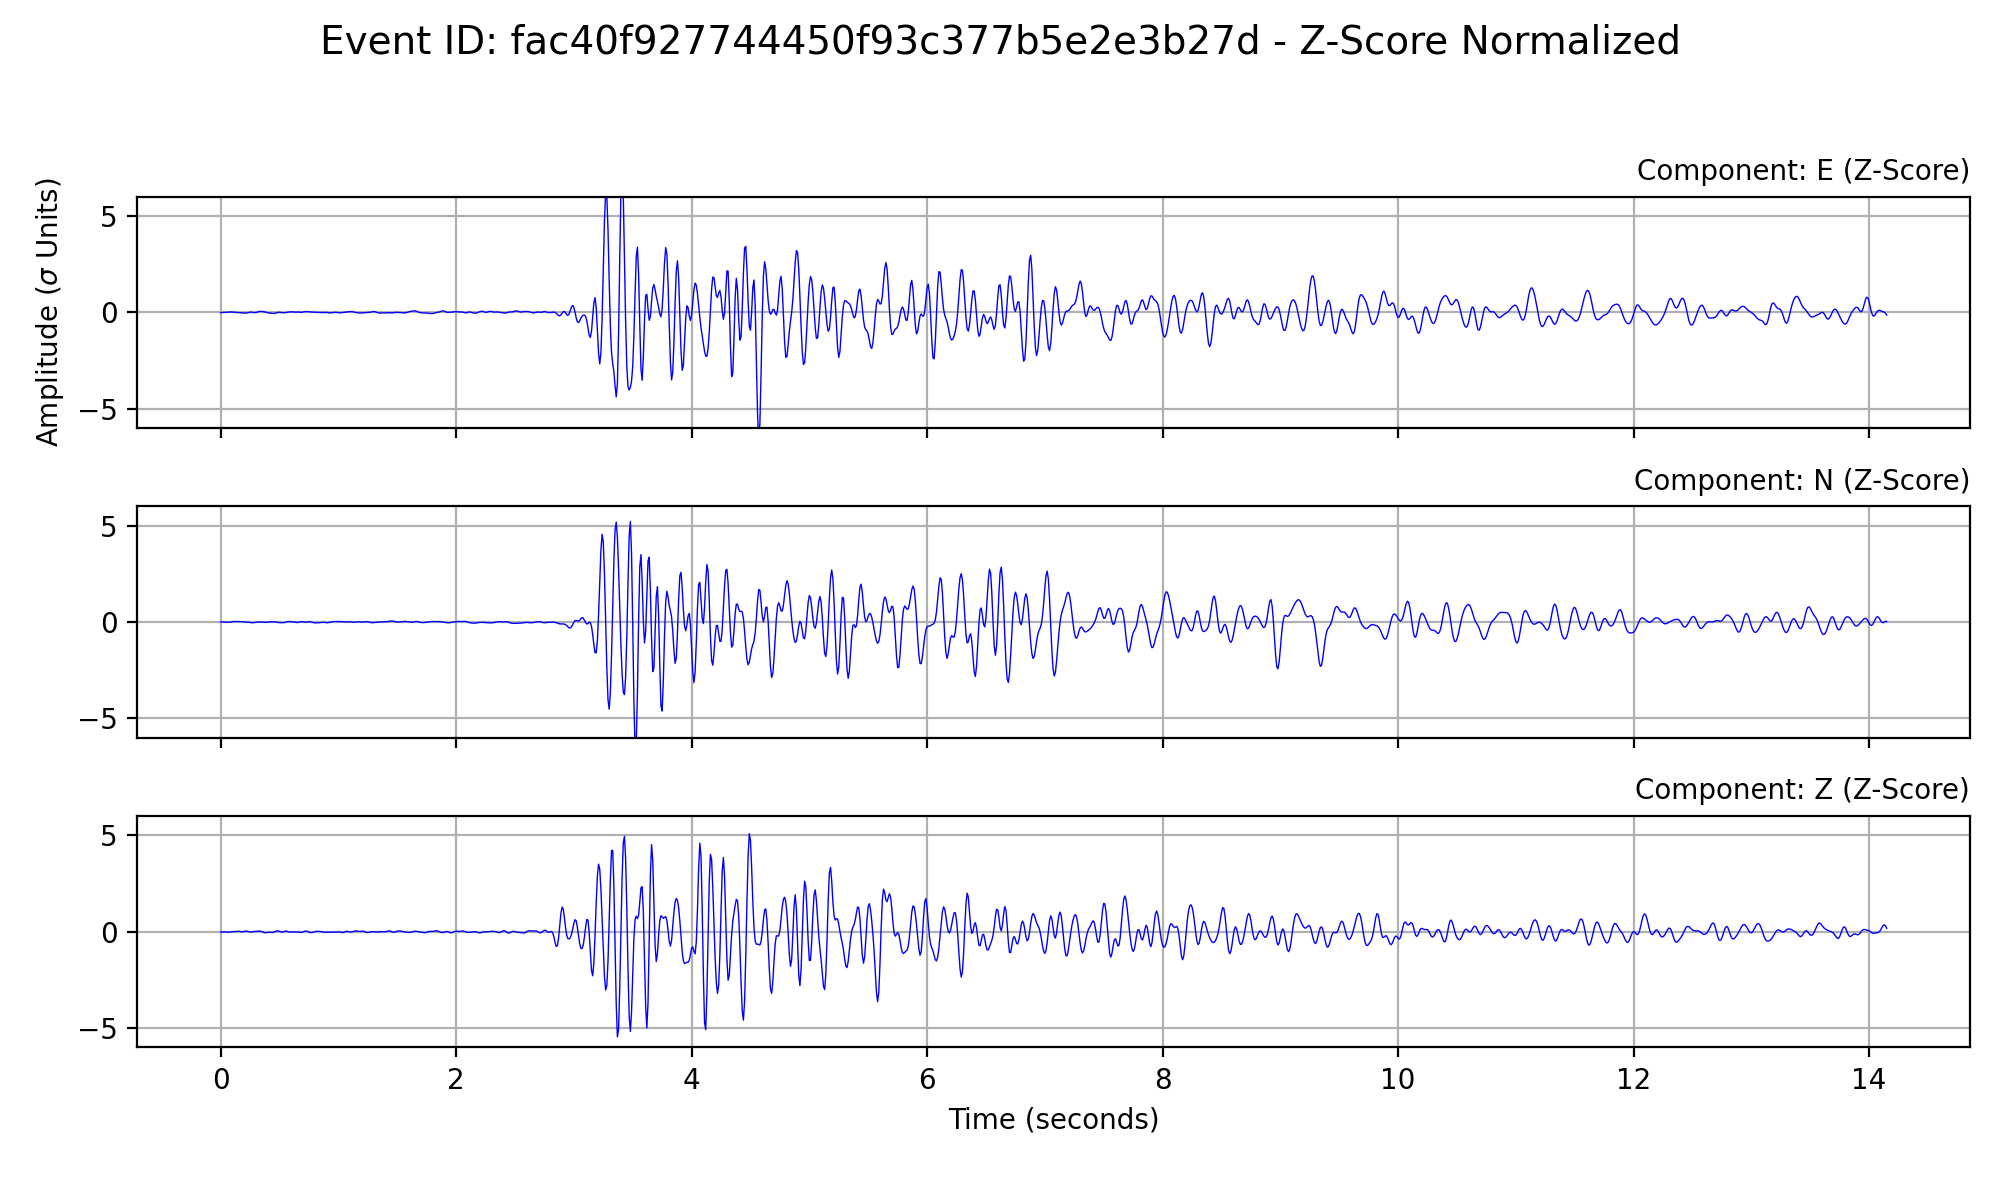 Event ID: fac40f927744450f93c377b5e2e3b27d - Z-Score Normalized
Component: E (Z-Score)
Amplitude (σ Units)
5
0
−5
Component: N (Z-Score)
5
0
−5
Component: Z (Z-Score)
5
0
−5
0 2 4 6 8 10 12 14
Time (seconds)